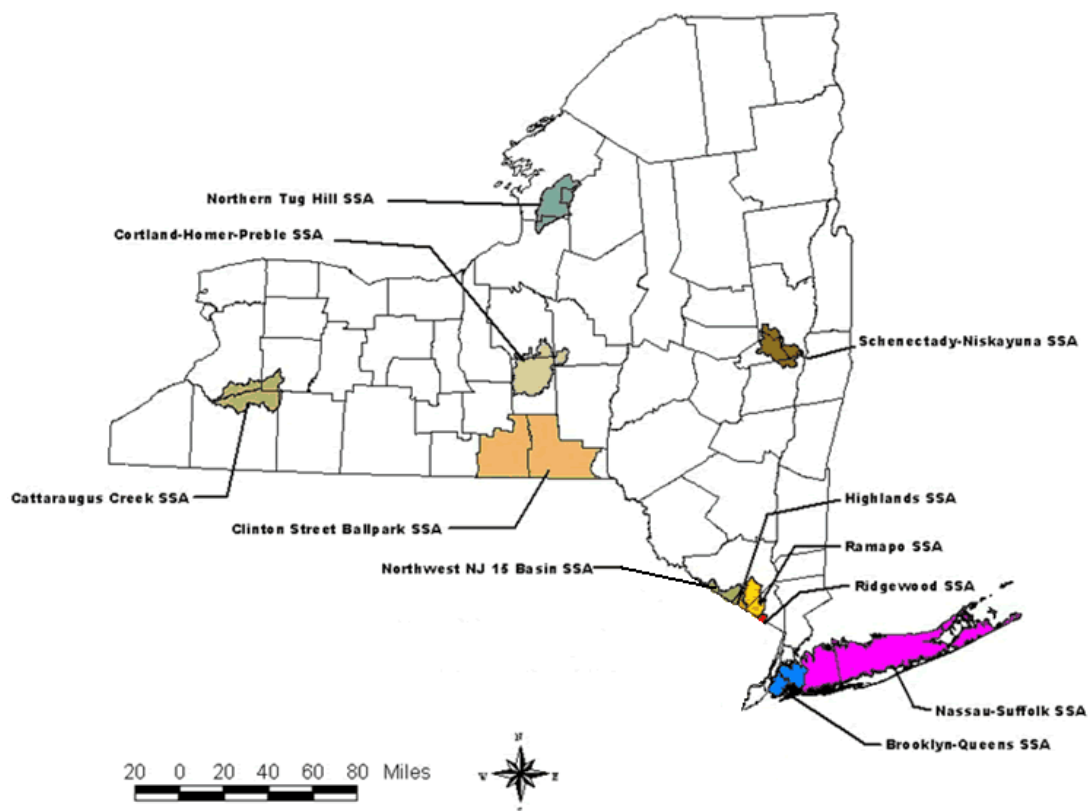 Northern Tug Hill SSA
Cortland-Homer-Preble SSA
Schenectady-Niskayuna SSA
Cattaraugus Creek SSA
Clinton Street Ballpark SSA
Highlands SSA
Ramapo SSA
Northwest NJ 15 Basin SSA
Ridgewood SSA
Nassau-Suffolk SSA
Brooklyn-Queens SSA
N
W E
S
20 0 20 40 60 80 Miles